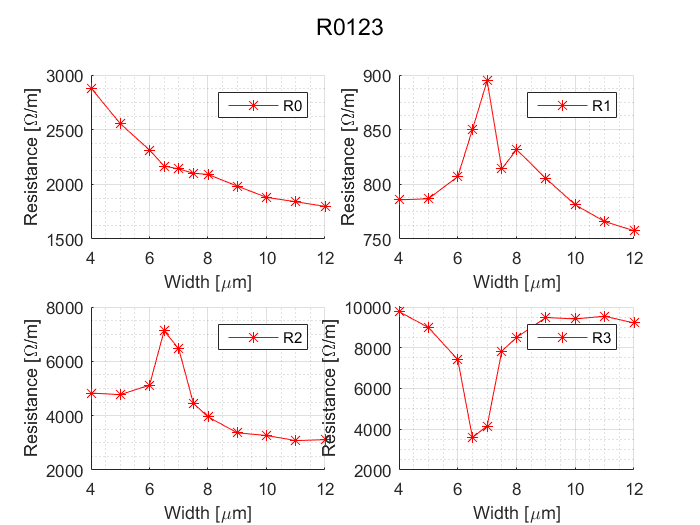 R0123
3000
2500
2000
1500
Resistance [Ω/m]
R0
4 6 8 10 12
Width [μm]
900
850
800
750
Resistance [Ω/m]
R1
4 6 8 10 12
Width [μm]
8000
6000
4000
2000
Resistance [Ω/m]
R2
4 6 8 10 12
Width [μm]
10000
8000
6000
4000
2000
Resistance [Ω/m]
R3
4 6 8 10 12
Width [μm]